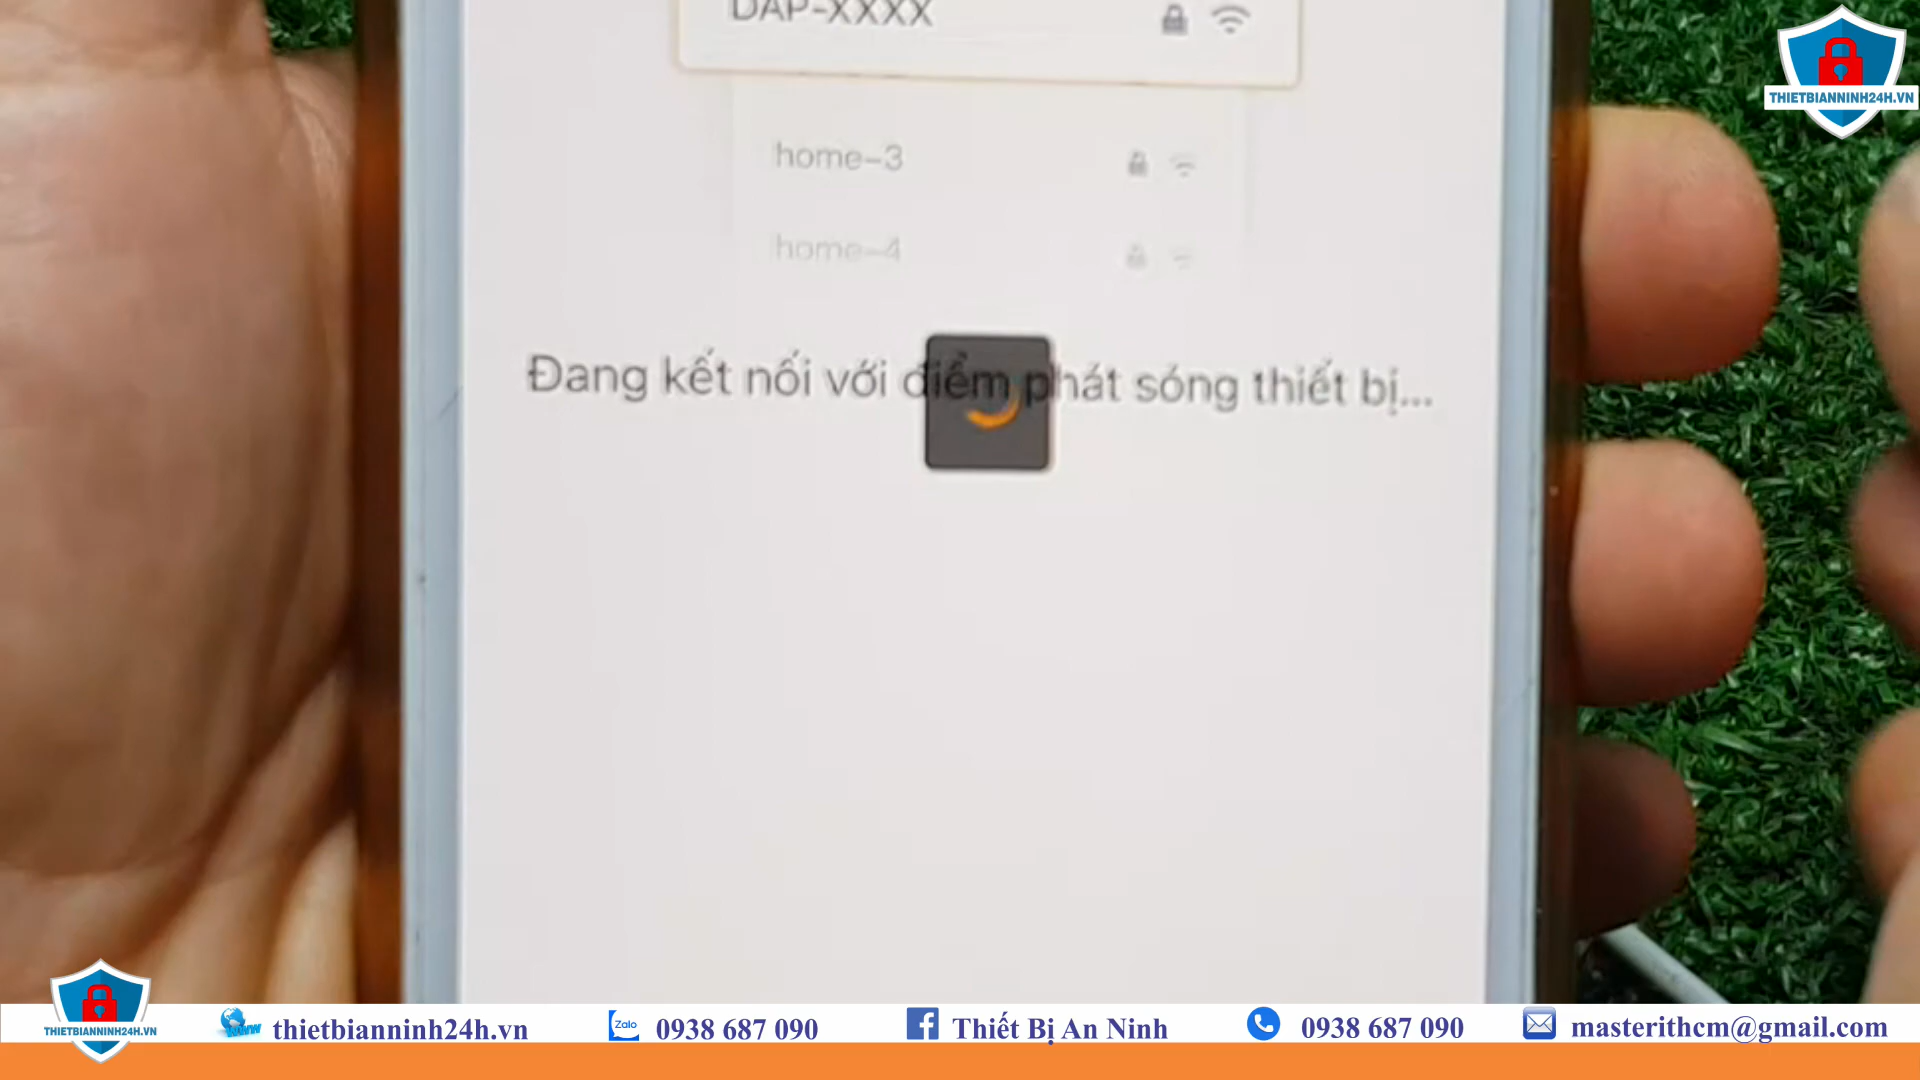 DAP-XXXX
THIETBIANNINH24H.VN
home-3
home-4
Đang kết nối với điểm phát sóng thiết bị...
THIETBIANNINH24H.VN
www
thietbianninh24h.vn
Zalo
0938 687 090
Thiết Bị An Ninh
0938 687 090
masterithcm@gmail.com